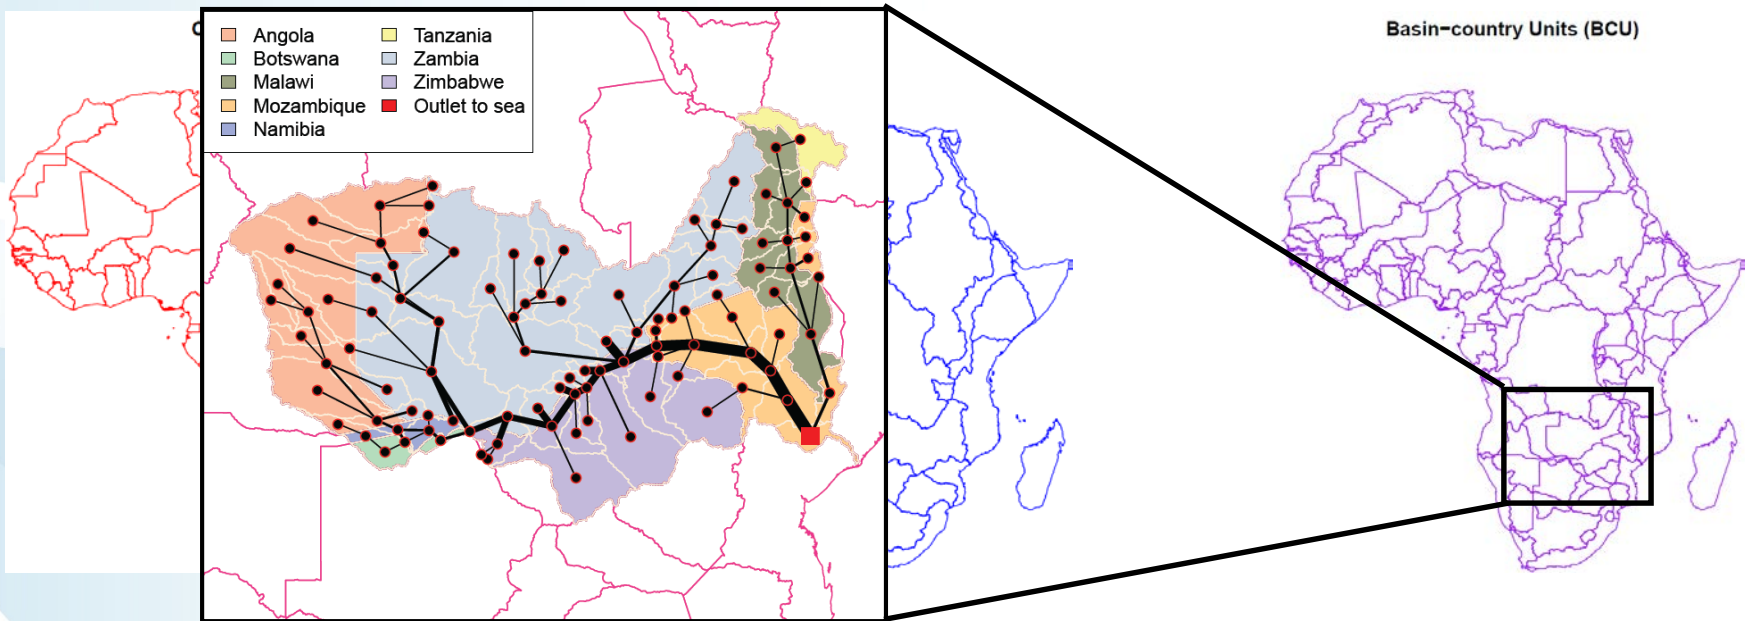 Angola
Botswana
Malawi
Mozambique
Namibia
Tanzania
Zambia
Zimbabwe
Outlet to sea
Basin−country Units (BCU)